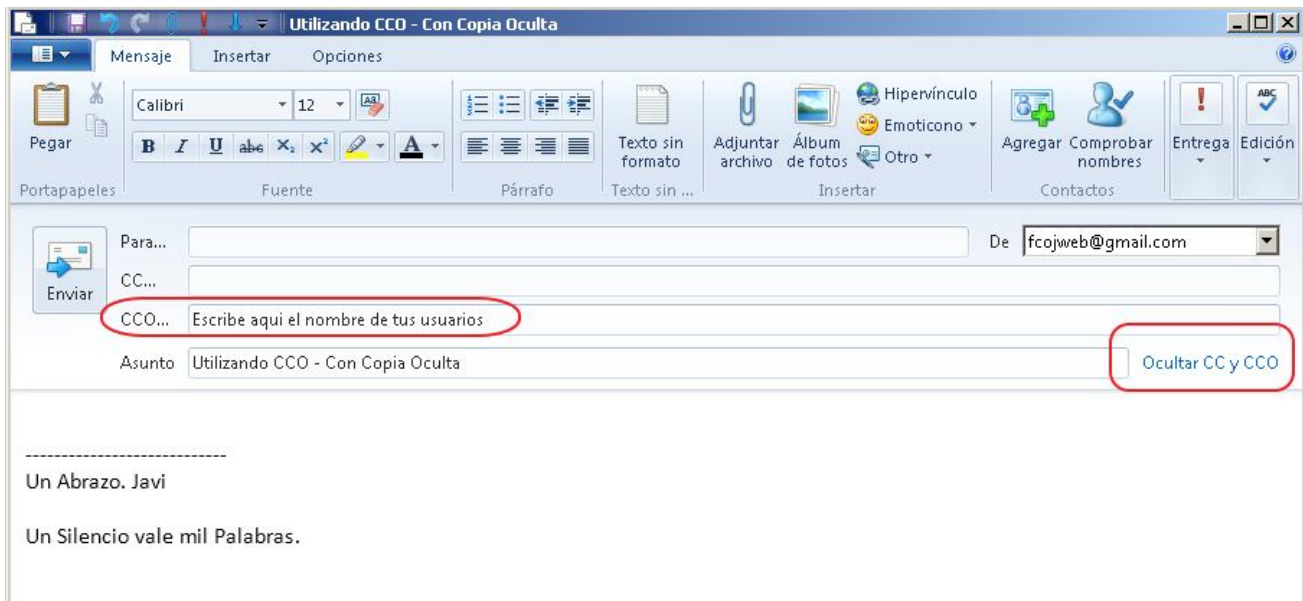 Utilizando CCO - Con Copia Oculta
Mensaje Insertar Opciones
Pegar
Calibri 12
Texto sin formato
Adjuntar archivo
Álbum de fotos
Hipervínculo
Emoticono
Otro
Agregar
Comprobar nombres
Entrega
ABC
Edición
Portapapeles Fuente Párrafo Texto sin ... Insertar Contactos
Para... De fcojweb@gmail.com
CC...
Enviar
CCO... Escribe aqui el nombre de tus usuarios
Asunto Utilizando CCO - Con Copia Oculta Ocultar CC y CCO
----------------------------
Un Abrazo. Javi
Un Silencio vale mil Palabras.